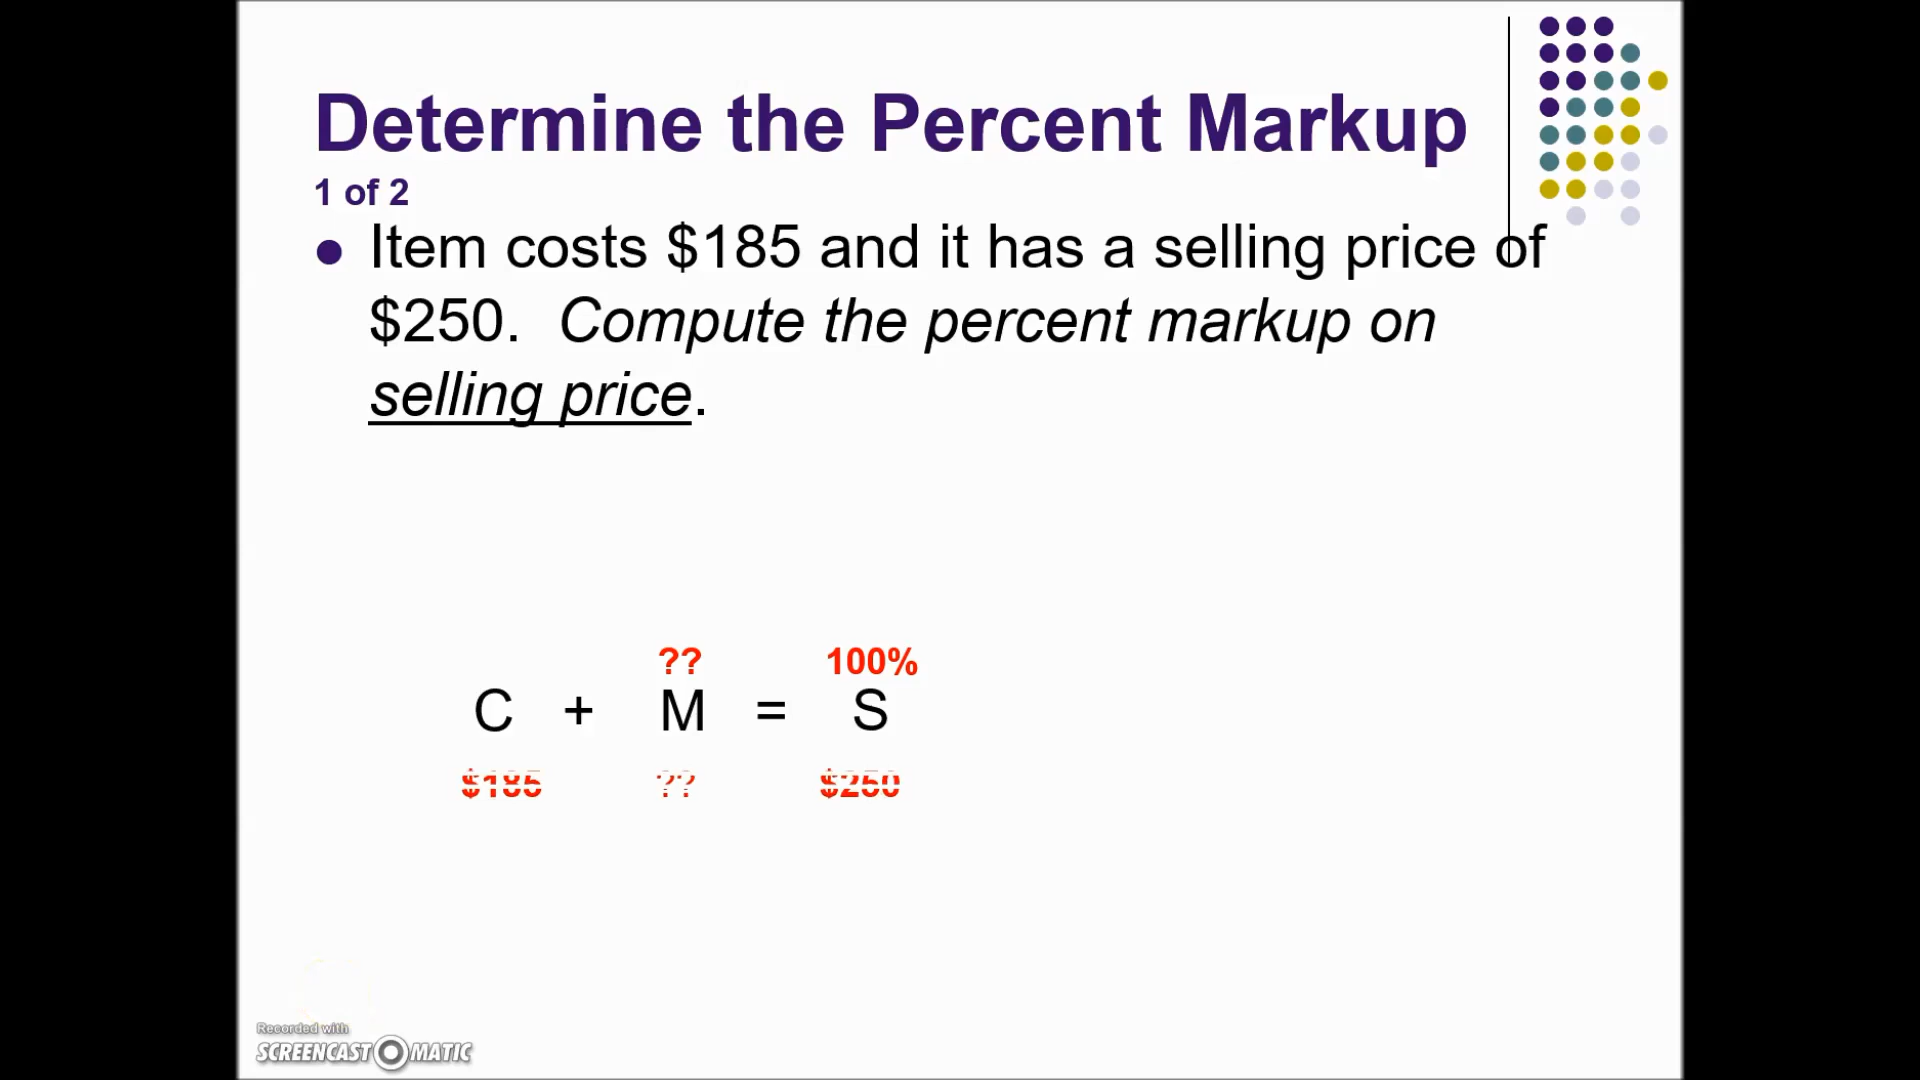 Determine the Percent Markup
1 of 2
Item costs $185 and it has a selling price of
$250. Compute the percent markup on
selling price.
?? 100%
C + M = S
$185 ?? $250
Recorded with
SCREENCAST MATIC